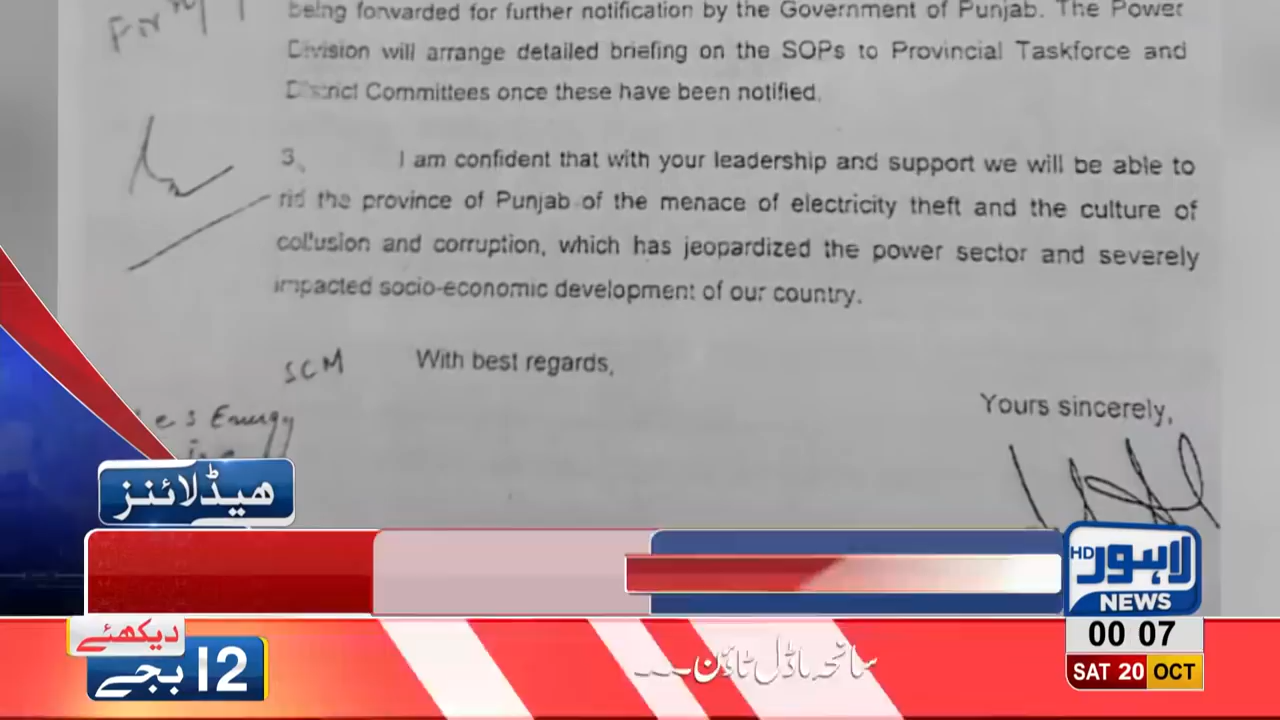 being forwarded for further notification by the Government of Punjab. The Power
Division will arrange detailed briefing on the SOPs to Provincial Taskforce and
District Committees once these have been notified.
3. I am confident that with your leadership and support we will be able to
rid the province of Punjab of the menace of electricity theft and the culture of
collusion and corruption, which has jeopardized the power sector and severely
impacted socio-economic development of our country.
SCM With best regards,
Yours sincerely,
Energy
ھیڈلائنز
HD لاہور
NEWS
دیکھئے
12 بجے
سانحہ ماڈل ٹاؤن۔۔۔
00 07
SAT 20 OCT